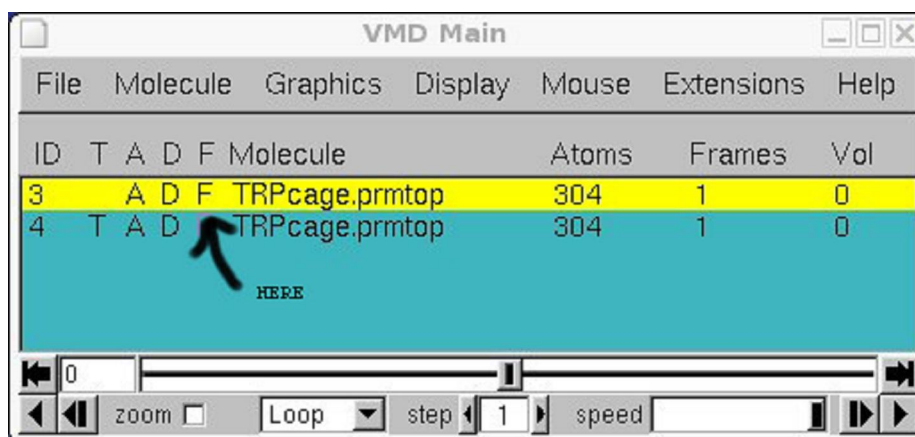 VMD Main
File Molecule Graphics Display Mouse Extensions Help
ID T A D F Molecule Atoms Frames Vol
3 A D F TRPcage.prmtop 304 1 0
4 T A D TRPcage.prmtop 304 1 0
HERE
0
zoom Loop step 1 speed